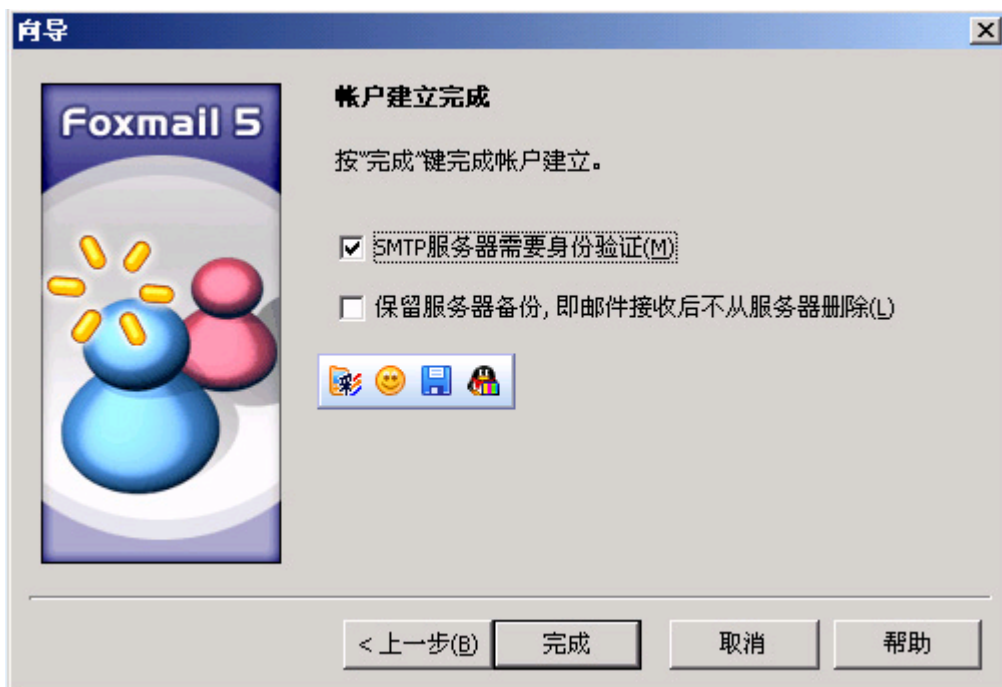 向导
Foxmail 5
帐户建立完成
按"完成"键完成帐户建立。
SMTP服务器需要身份验证(M)
保留服务器备份, 即邮件接收后不从服务器删除(L)
< 上一步(B)
完成
取消
帮助